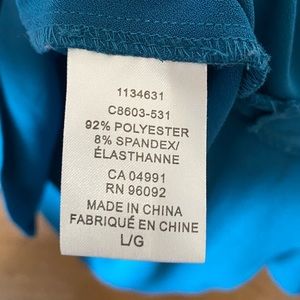 1134631
C8603-531
92% POLYESTER
8% SPANDEX/
ÉLASTHANNE
CA 04991
RN 96092
MADE IN CHINA
FABRIQUÉ EN CHINE
L/G